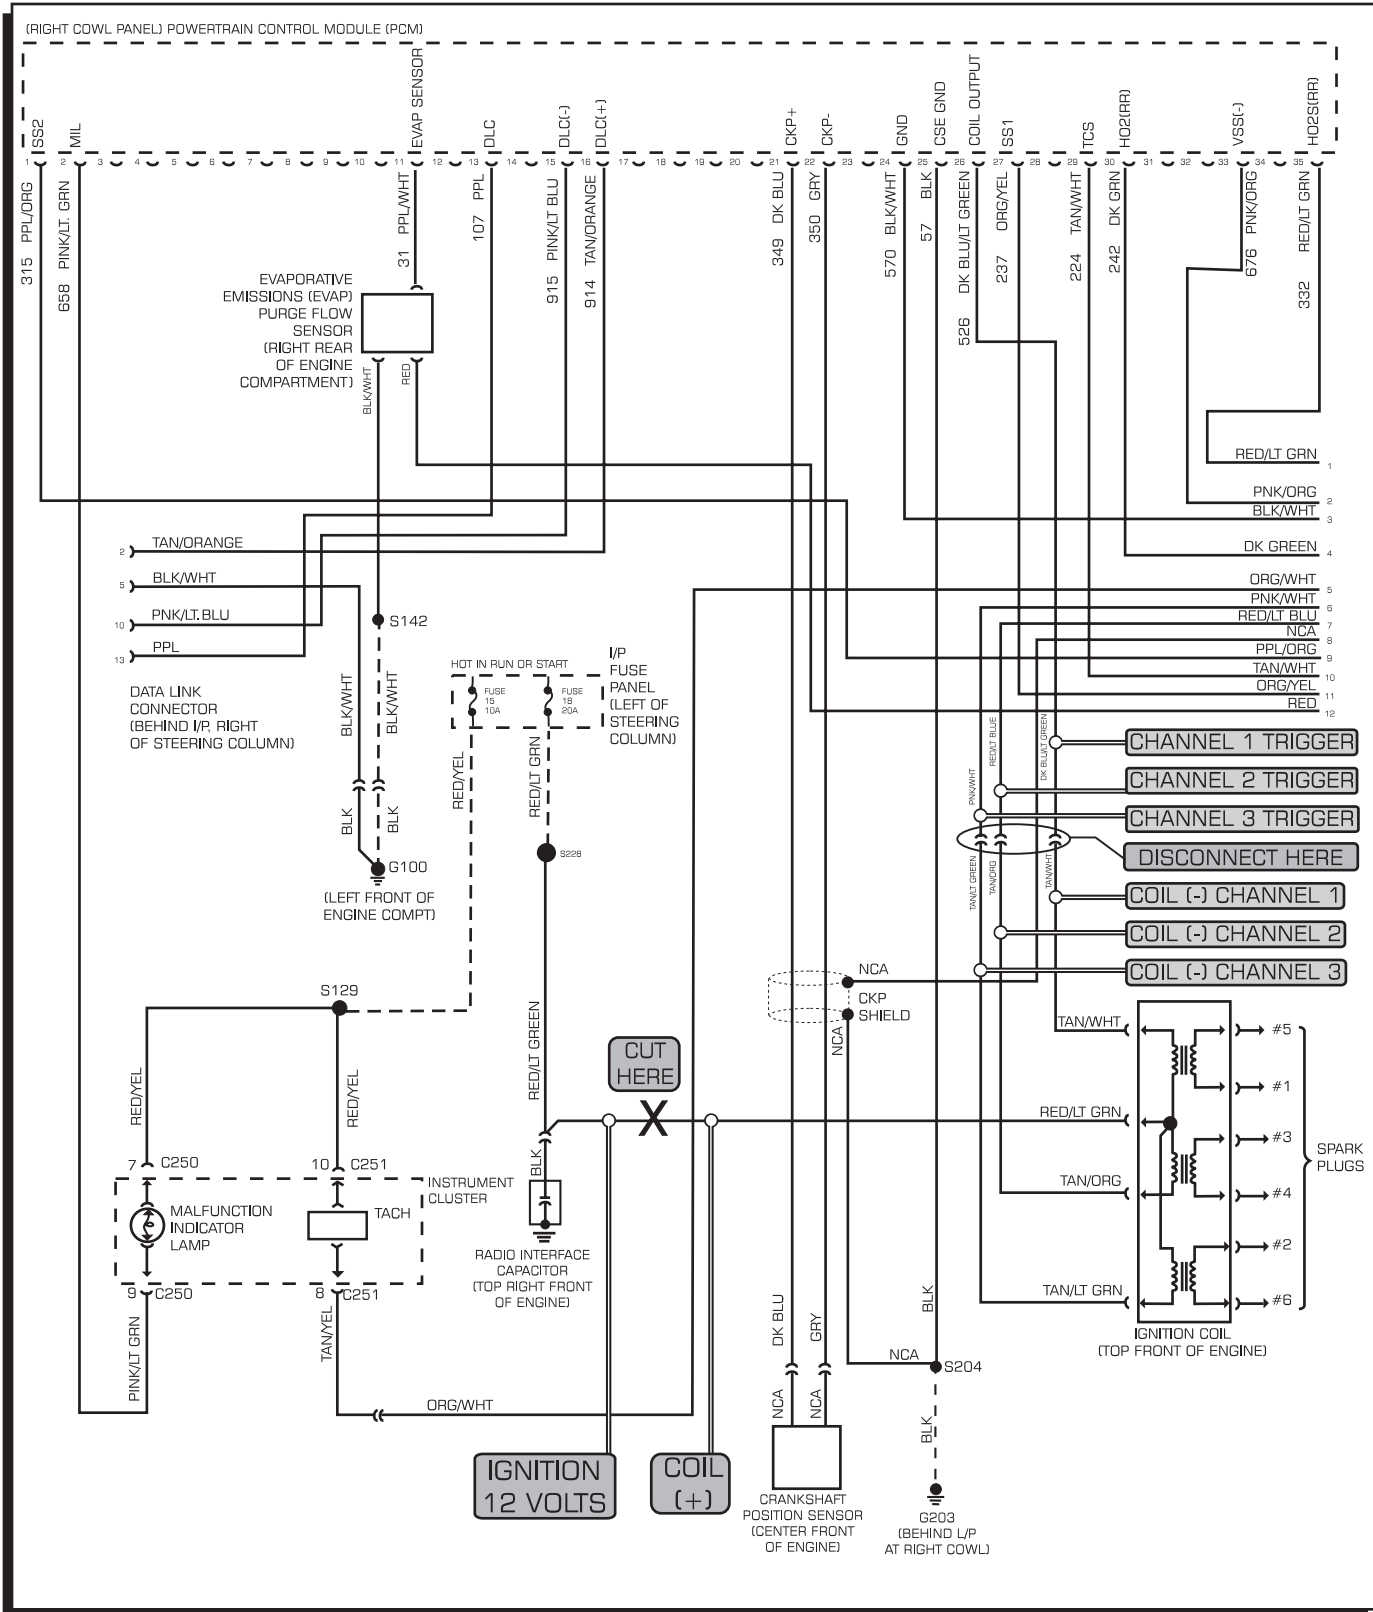 (RIGHT COWL PANEL) POWERTRAIN CONTROL MODULE (PCM)
SS2
MIL
EVAP SENSOR
DLC
DLC(-)
DLC(+)
CKP+
CKP-
GND
CSE GND
COIL OUTPUT
SS1
TCS
HO2(RR)
VSS(-)
HO2S(RR)
1 2 3 4 5 6 7 8 9 10 11 12 13 14 15 16 17 18 19 20 21 22 23 24 25 26 27 28 29 30 31 32 33 34 35
315 PPL/ORG
658 PINK/LT. GRN
31 PPL/WHT
107 PPL
915 PINK/LT BLU
914 TAN/ORANGE
349 DK BLU
350 GRY
570 BLK/WHT
57 BLK
526 DK BLU/LT GREEN
237 ORG/YEL
224 TAN/WHT
242 DK GRN
676 PNK/ORG
332 RED/LT GRN
EVAPORATIVE
EMISSIONS (EVAP)
PURGE FLOW
SENSOR
(RIGHT REAR
OF ENGINE
COMPARTMENT)
BLK/WHT
RED
RED/LT GRN 1
PNK/ORG 2
BLK/WHT 3
DK GREEN 4
ORG/WHT 5
PNK/WHT 6
RED/LT BLU 7
NCA 8
PPL/ORG 9
TAN/WHT 10
ORG/YEL 11
RED 12
2 TAN/ORANGE
5 BLK/WHT
10 PNK/LT.BLU
13 PPL
DATA LINK
CONNECTOR
(BEHIND I/P, RIGHT
OF STEERING COLUMN)
S142
BLK/WHT
BLK/WHT
BLK
BLK
G100
(LEFT FRONT OF
ENGINE COMPT)
HOT IN RUN OR START
FUSE
15
10A
FUSE
18
20A
I/P
FUSE
PANEL
(LEFT OF
STEERING
COLUMN)
RED/YEL
RED/LT GRN
S228
PNK/WHT
RED/LT BLUE
DK BLU/LT GREEN
CHANNEL 1 TRIGGER
CHANNEL 2 TRIGGER
CHANNEL 3 TRIGGER
DISCONNECT HERE
TAN/LT GREEN
TAN/ORG
TAN/WHT
COIL (-) CHANNEL 1
COIL (-) CHANNEL 2
COIL (-) CHANNEL 3
NCA
CKP
SHIELD
NCA
S129
RED/YEL
RED/YEL
RED/LT GREEN
CUT
HERE
X
TAN/WHT
RED/LT GRN
TAN/ORG
TAN/LT GRN
#5
#1
#3
#4
#2
#6
SPARK
PLUGS
IGNITION COIL
(TOP FRONT OF ENGINE)
7 C250
10 C251
INSTRUMENT
CLUSTER
MALFUNCTION
INDICATOR
LAMP
TACH
9 C250
8 C251
BLK
RADIO INTERFACE
CAPACITOR
(TOP RIGHT FRONT
OF ENGINE)
PINK/LT GRN
TAN/YEL
ORG/WHT
DK BLU
GRY
BLK
NCA
S204
NCA
NCA
BLK
IGNITION
12 VOLTS
COIL
(+)
CRANKSHAFT
POSITION SENSOR
(CENTER FRONT
OF ENGINE)
G203
(BEHIND L/P
AT RIGHT COWL)